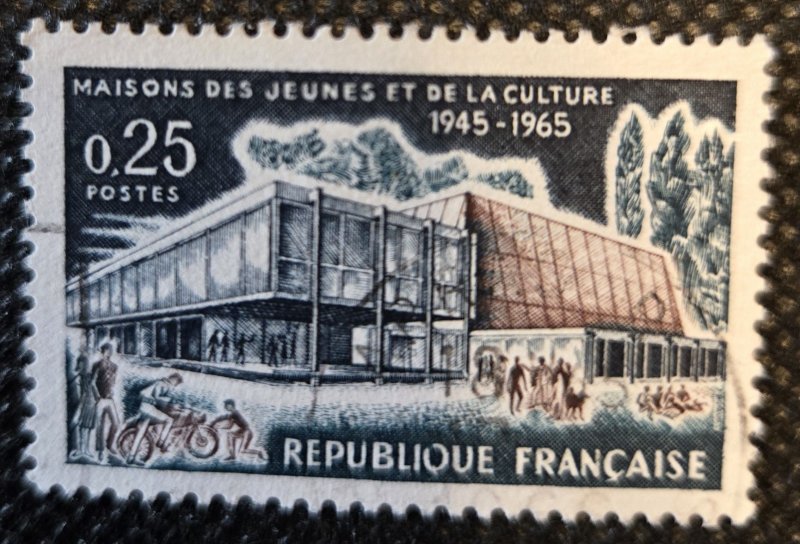 MAISONS DES JEUNES ET DE LA CULTURE
1945-1965
0,25
POSTES
REPUBLIQUE FRANÇAISE